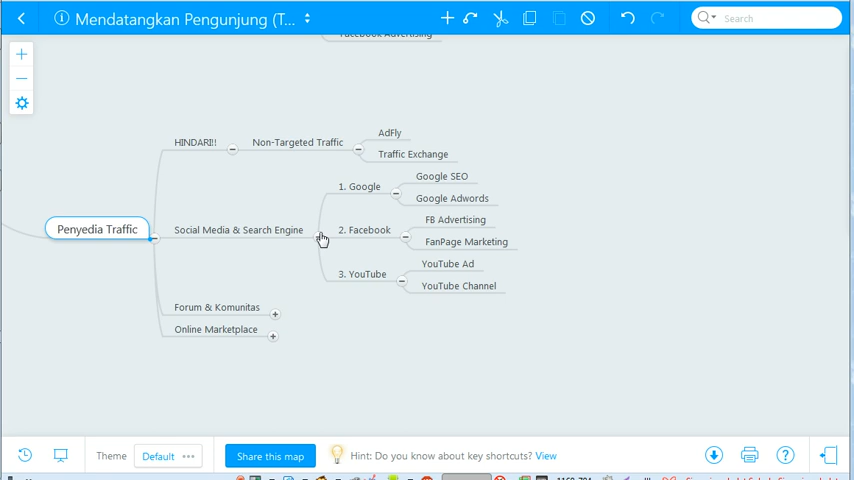 Mendatangkan Pengunjung (T...
Search
Facebook Advertising
HINDARI!!
Non-Targeted Traffic
AdFly
Traffic Exchange
Penyedia Traffic
Social Media & Search Engine
1. Google
Google SEO
Google Adwords
2. Facebook
FB Advertising
FanPage Marketing
3. YouTube
YouTube Ad
YouTube Channel
Forum & Komunitas
Online Marketplace
Theme
Default
Share this map
Hint: Do you know about key shortcuts? View